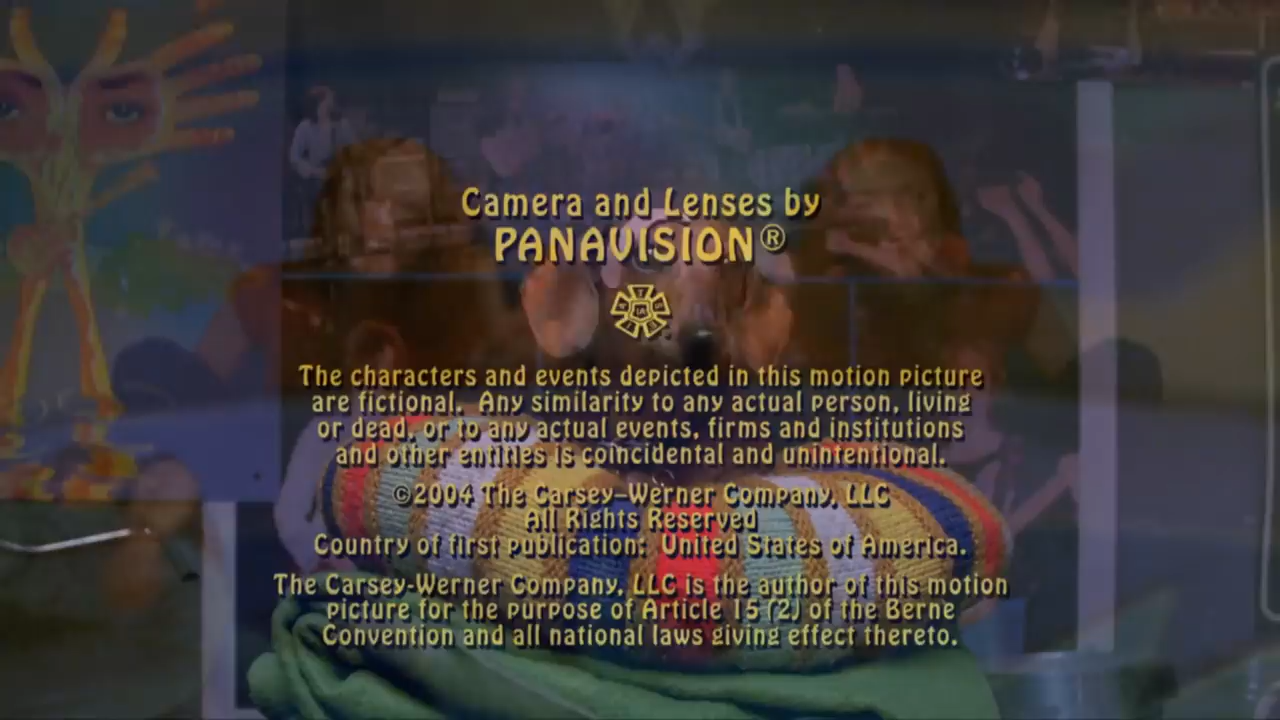 Camera and Lenses by
PANAVISION®
The characters and events depicted in this motion picture
are fictional. Any similarity to any actual person, living
or dead, or to any actual events, firms and institutions
and other entities is coincidental and unintentional.
©2004 The Carsey-Werner Company, LLC
All Rights Reserved
Country of first publication: United States of America.
The Carsey-Werner Company, LLC is the author of this motion
picture for the purpose of Article 15 (2) of the Berne
Convention and all national laws giving effect thereto.